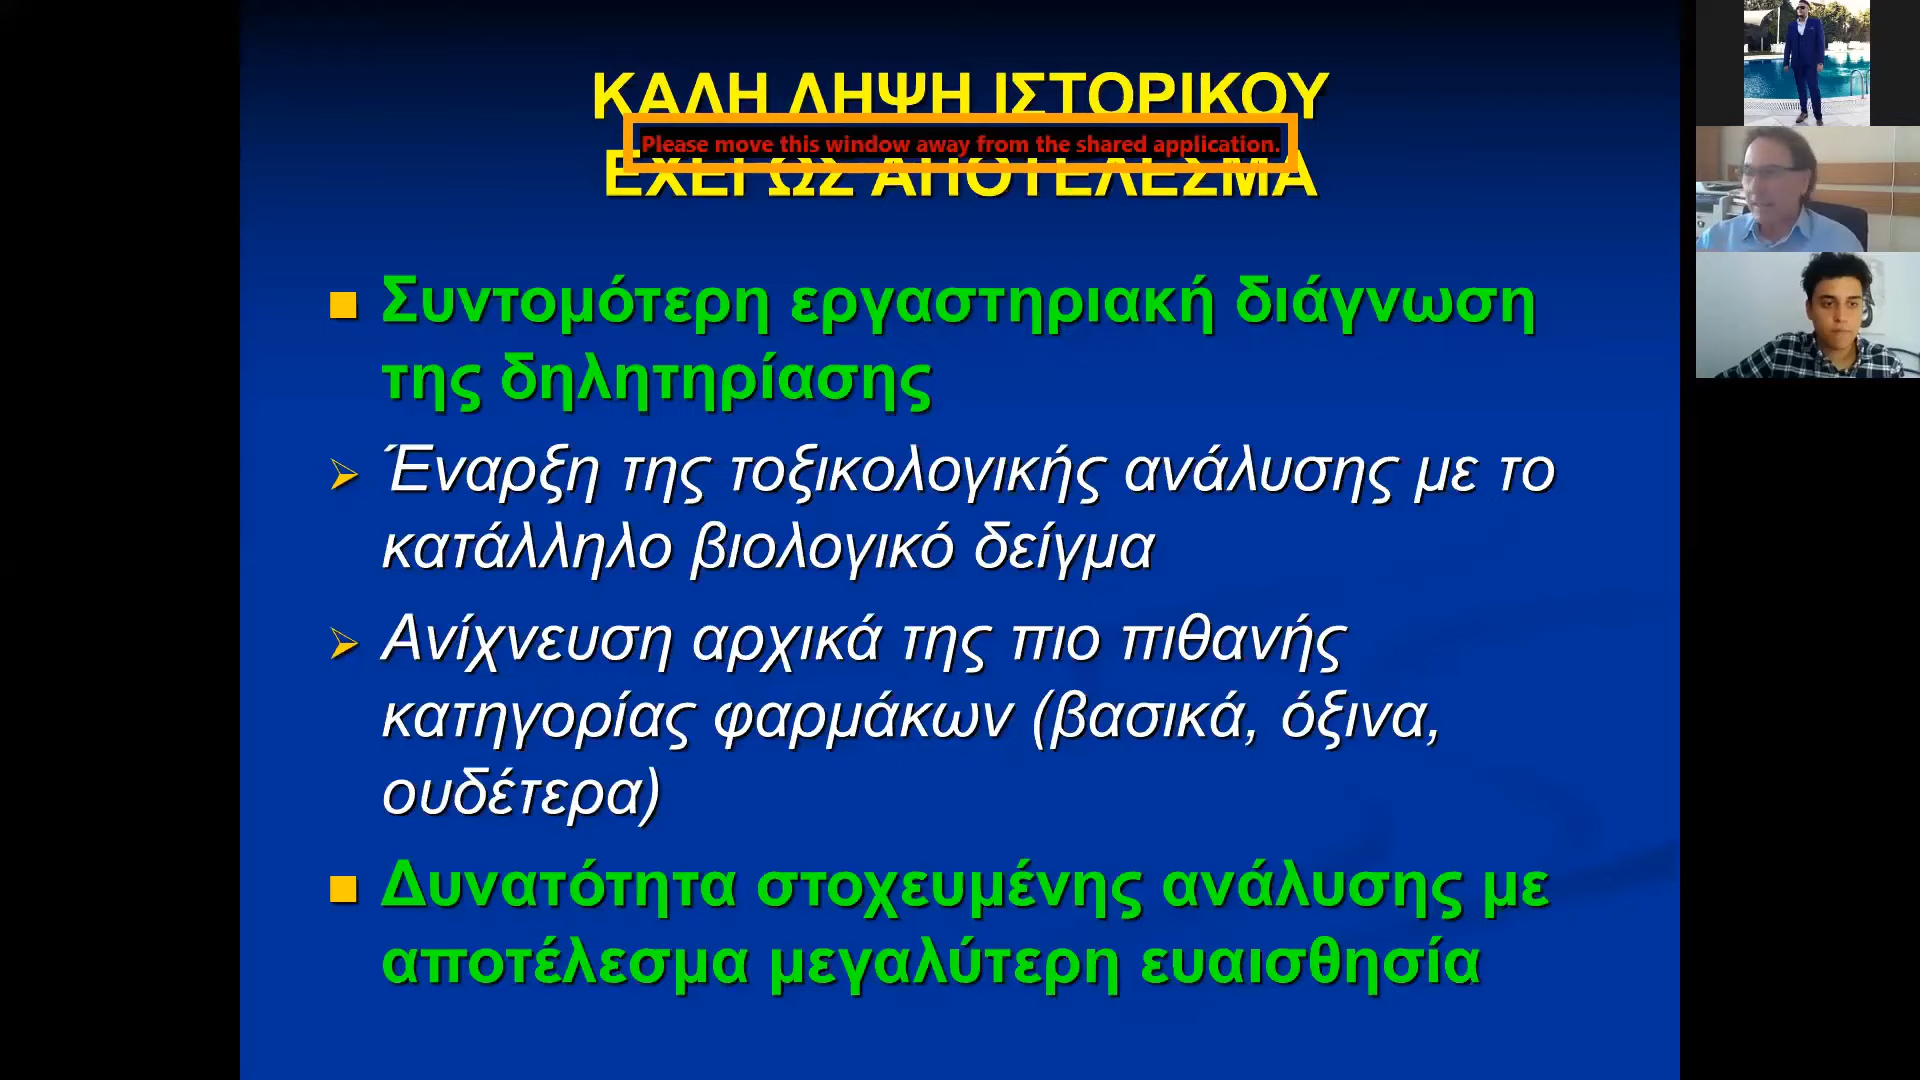 ΚΑΛΗ ΛΗΨΗ ΙΣΤΟΡΙΚΟΥ
Please move this window away from the shared application.
ΕΧΕΙ ΩΣ ΑΠΟΤΕΛΕΣΜΑ
Συντομότερη εργαστηριακή διάγνωση
της δηλητηρίασης
Έναρξη της τοξικολογικής ανάλυσης με το
κατάλληλο βιολογικό δείγμα
Ανίχνευση αρχικά της πιο πιθανής
κατηγορίας φαρμάκων (βασικά, όξινα,
ουδέτερα)
Δυνατότητα στοχευμένης ανάλυσης με
αποτέλεσμα μεγαλύτερη ευαισθησία